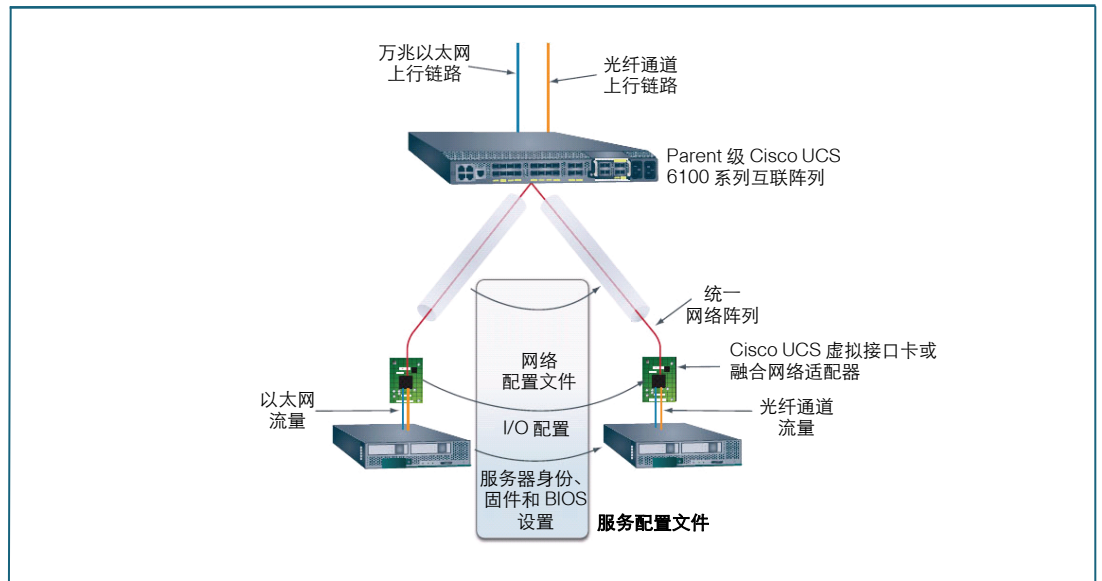 万兆以太网
上行链路
光纤通道
上行链路
Parent 级 Cisco UCS
6100 系列互联阵列
统一
网络阵列
网络
配置文件
Cisco UCS 虚拟接口卡或
融合网络适配器
以太网
流量
I/O 配置
光纤通道
流量
服务器身份、
固件和 BIOS
设置
服务配置文件